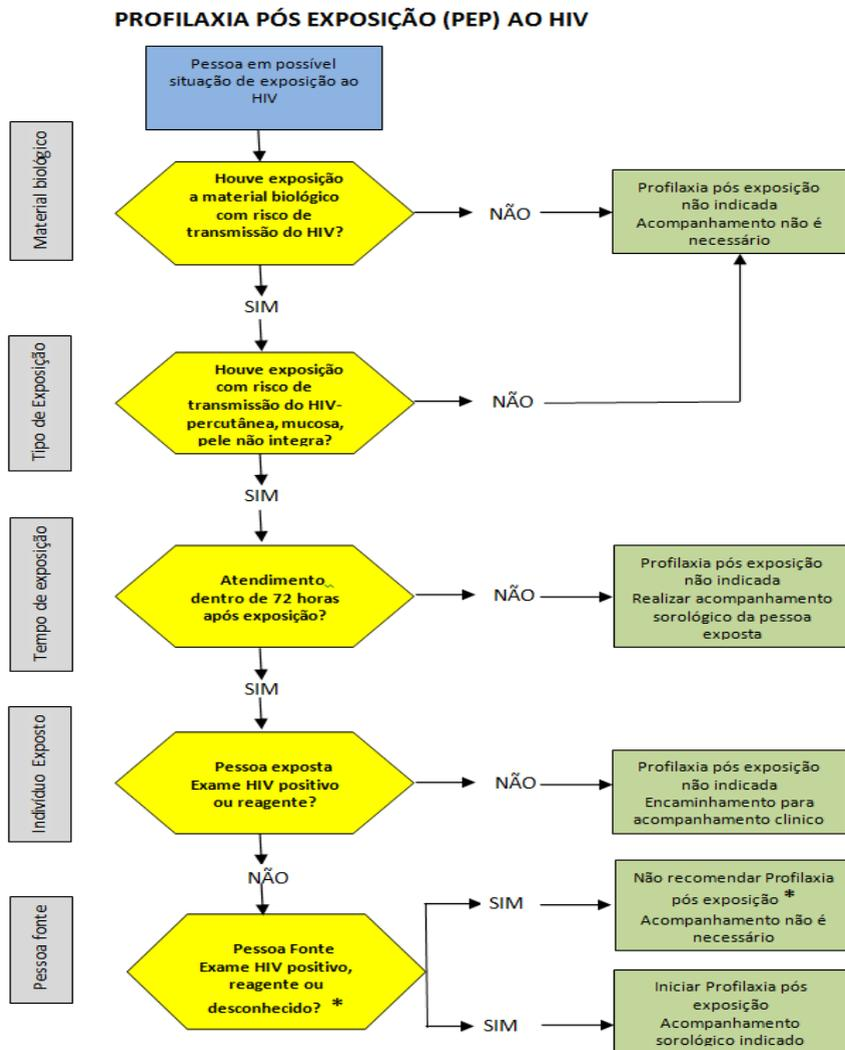 PROFILAXIA PÓS EXPOSIÇÃO (PEP) AO HIV
Pessoa em possível
situação de exposição ao
HIV
Material biológico
Houve exposição
a material biológico
com risco de
transmissão do HIV?
NÃO
Profilaxia pós exposição
não indicada
Acompanhamento não é
necessário
SIM
Tipo de Exposição
Houve exposição
com risco de
transmissão do HIV-
percutânea, mucosa,
pele não integra?
NÃO
SIM
Tempo de exposição
Atendimento
dentro de 72 horas
após exposição?
NÃO
Profilaxia pós exposição
não indicada
Realizar acompanhamento
sorológico da pessoa
exposta
SIM
Indivíduo Exposto
Pessoa exposta
Exame HIV positivo
ou reagente?
NÃO
Profilaxia pós exposição
não indicada
Encaminhamento para
acompanhamento clinico
NÃO
Pessoa fonte
Pessoa Fonte
Exame HIV positivo,
reagente ou
desconhecido? *
SIM
Não recomendar Profilaxia
pós exposição *
Acompanhamento não é
necessário
SIM
Iniciar Profilaxia pós
exposição
Acompanhamento
sorológico indicado